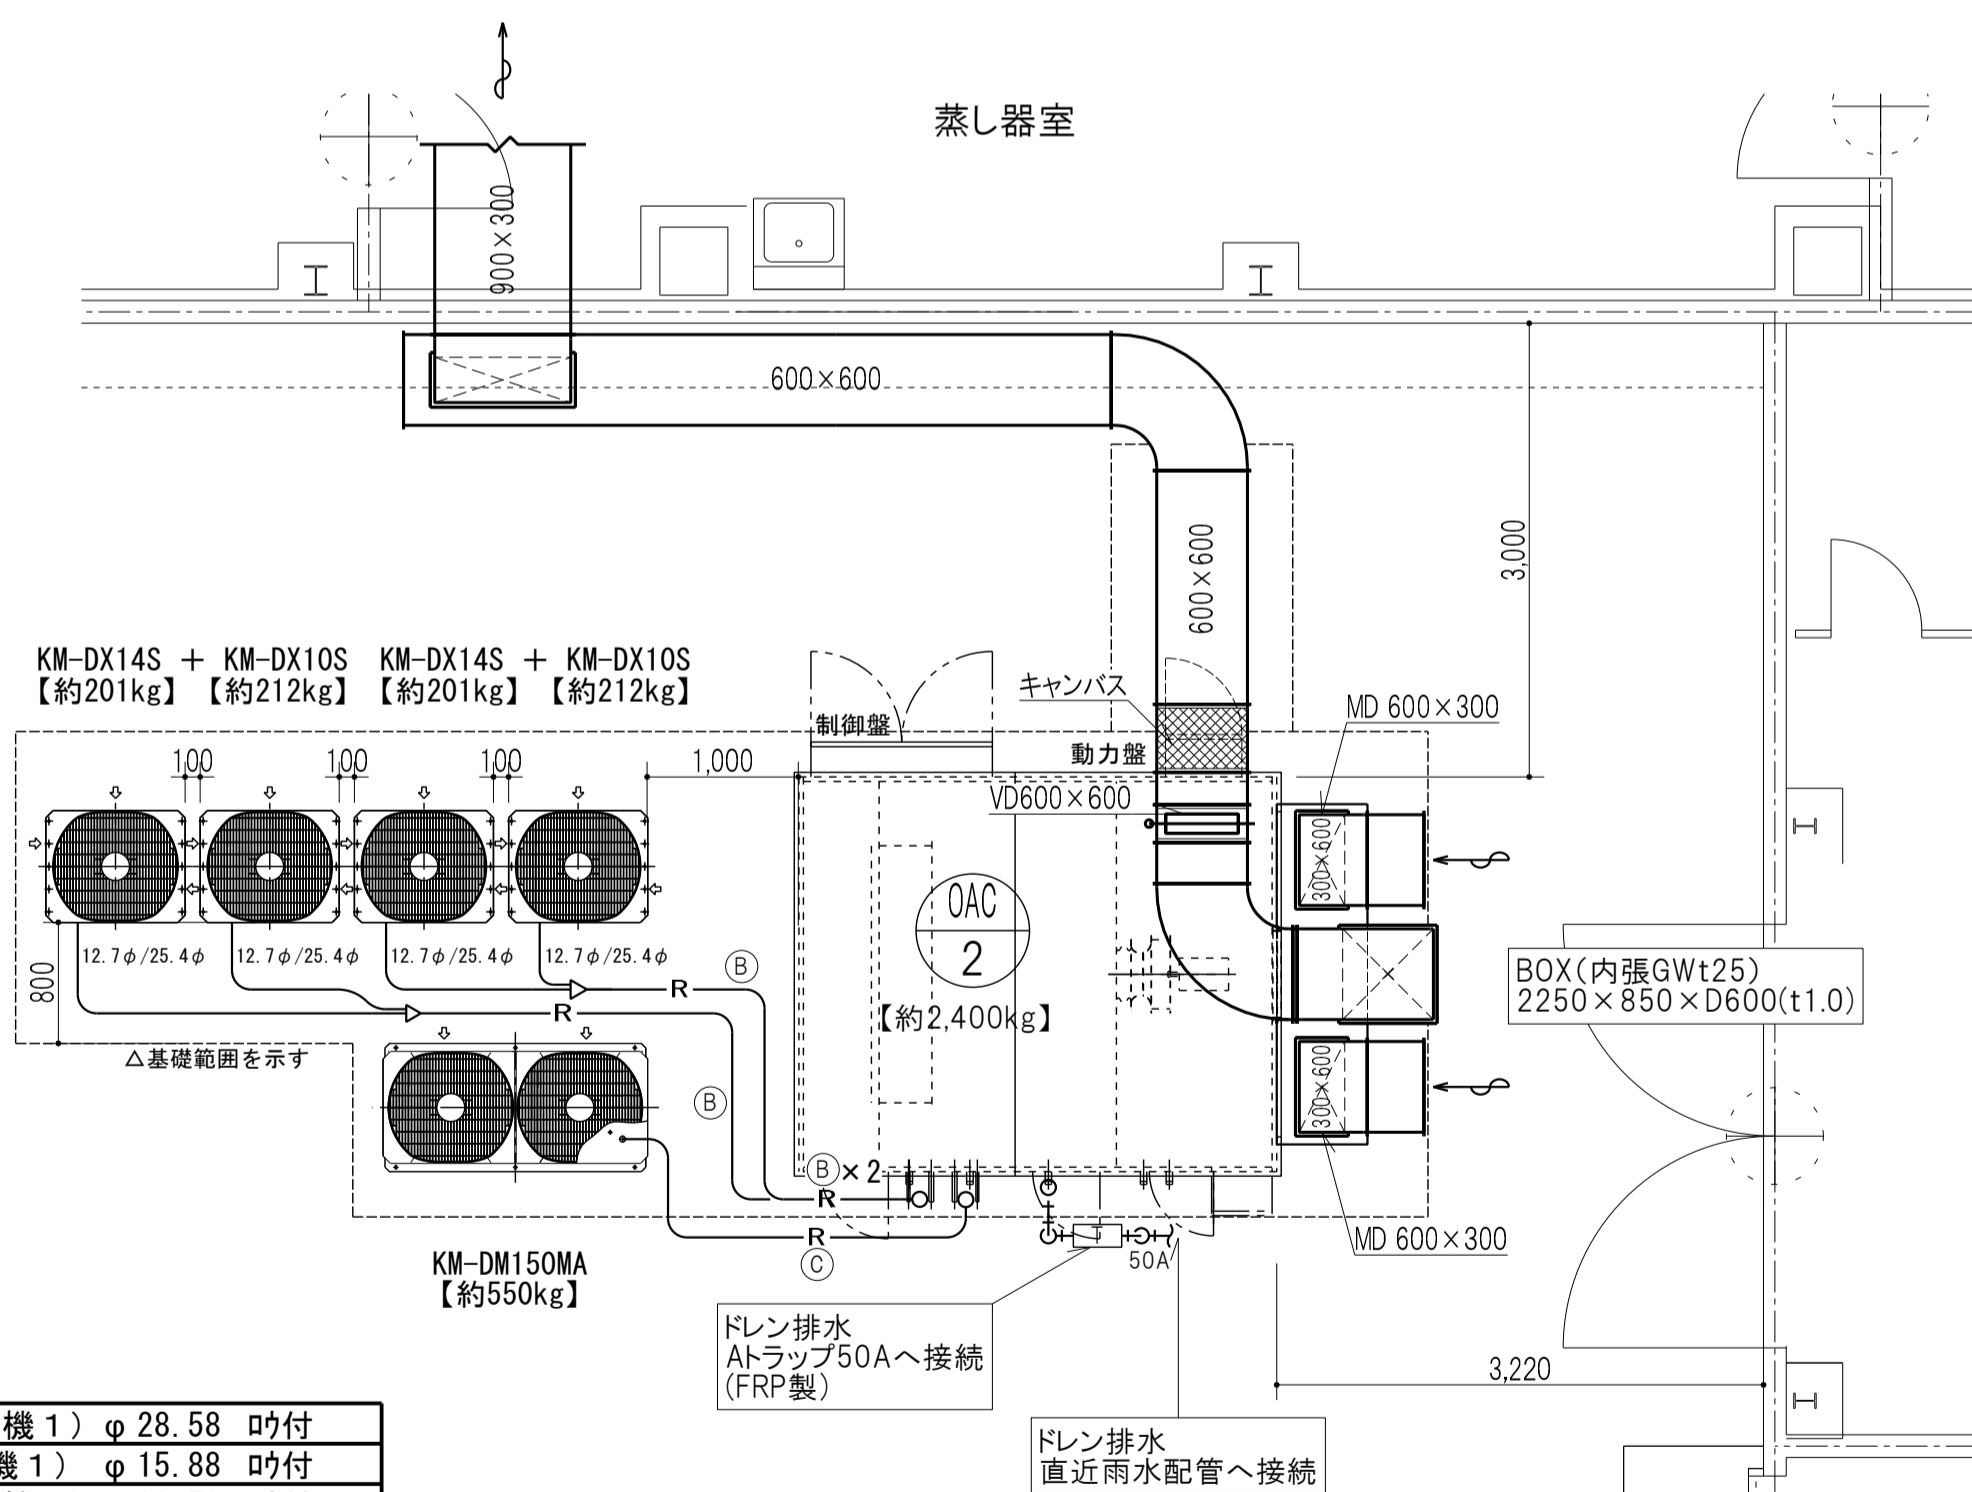 蒸し器室
900×300
600×600
600×600
3,000
KM-DX14S + KM-DX10S KM-DX14S + KM-DX10S
【約201kg】【約212kg】【約201kg】【約212kg】
キャンバス
MD 600×300
制御盤
動力盤
100 100 100 1,000
VD600×600
300×600
OAC
2
【約2,400kg】
12.7φ/25.4φ 12.7φ/25.4φ 12.7φ/25.4φ 12.7φ/25.4φ
B
R
R
800
△基礎範囲を示す
BOX(内張GWt25)
2250×850×D600(t1.0)
300×600
B
B×2
R
R
C
50A
MD 600×300
KM-DM150MA
【約550kg】
ドレン排水
Aトラップ50Aへ接続
(FRP製)
3,220
ドレン排水
直近雨水配管へ接続
機1) φ28.58 ロウ付
機1) φ15.88 ロウ付